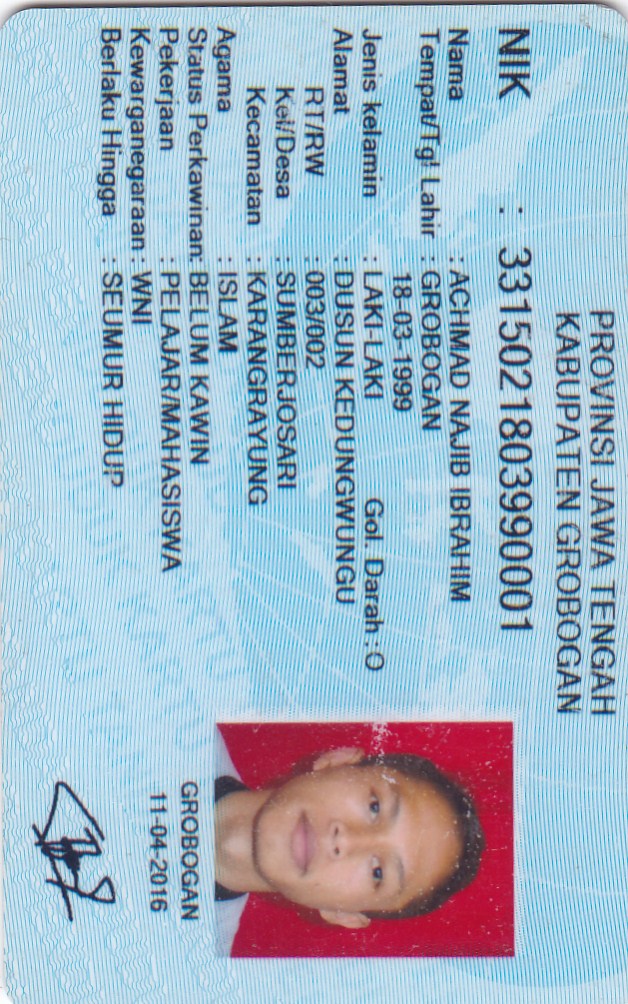 PROVINSI JAWA TENGAH
KABUPATEN GROBOGAN
NIK : 3315021803990001
Nama : ACHMAD NAJIB IBRAHIM
Tempat/Tgl Lahir : GROBOGAN
18-03-1999
Jenis kelamin : LAKI-LAKI Gol. Darah : O
Alamat : DUSUN KEDUNGWUNGU
RT/RW : 003/002
Kel/Desa : SUMBERJOSARI
Kecamatan : KARANGRAYUNG
Agama : ISLAM
Status Perkawinan: BELUM KAWIN
Pekerjaan : PELAJAR/MAHASISWA
Kewarganegaraan : WNI
Berlaku Hingga : SEUMUR HIDUP
GROBOGAN
11-04-2016